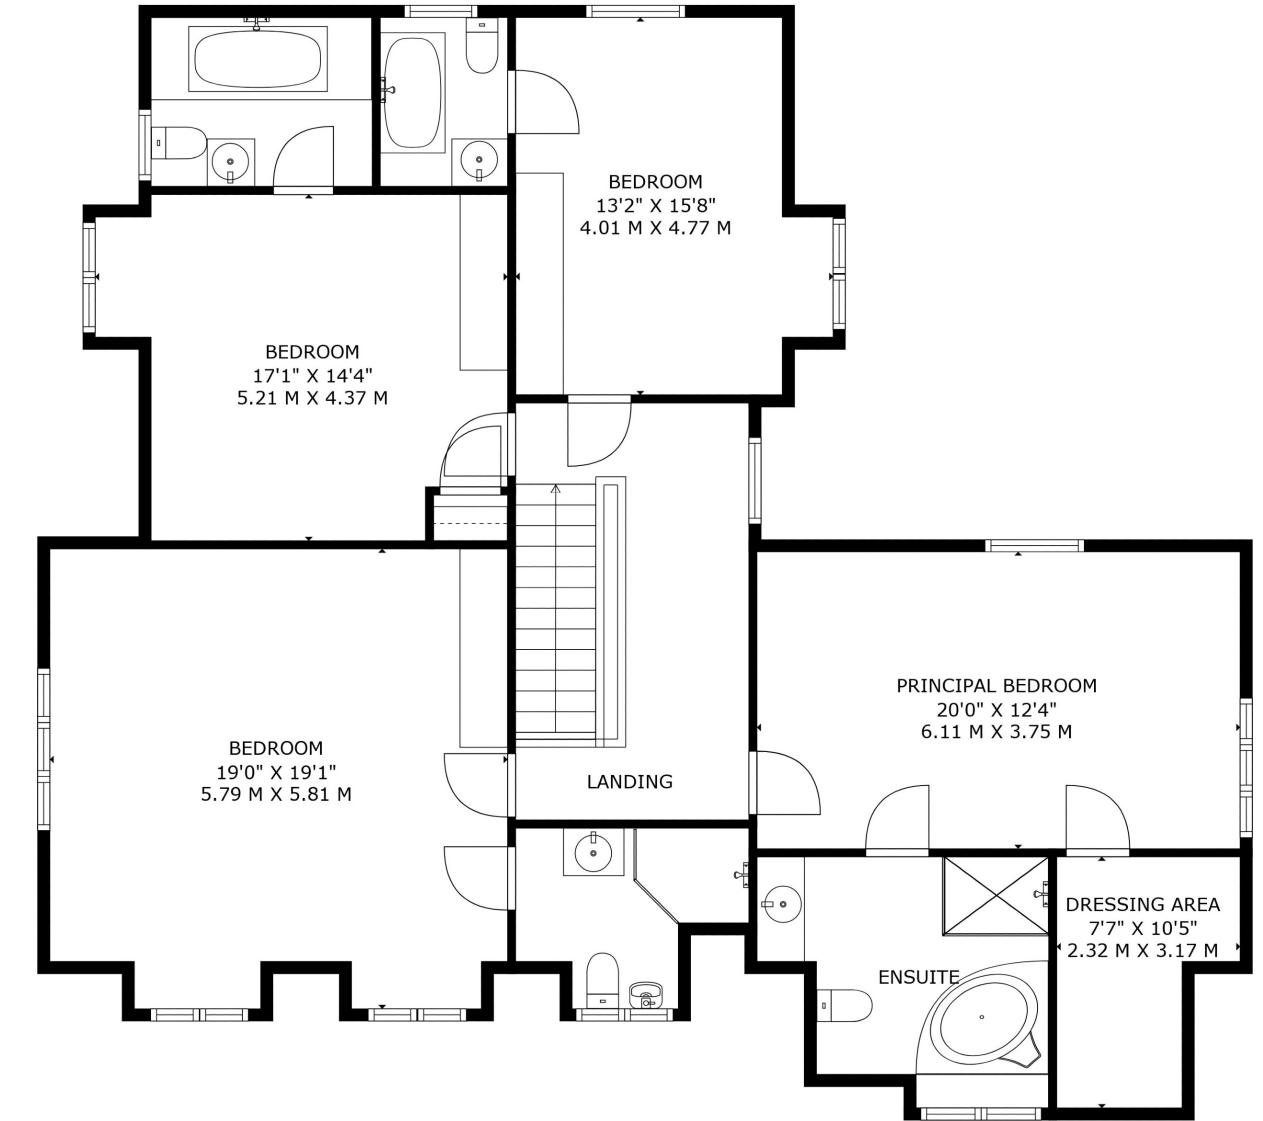 BEDROOM
13'2" X 15'8"
4.01 M X 4.77 M
BEDROOM
17'1" X 14'4"
5.21 M X 4.37 M
PRINCIPAL BEDROOM
20'0" X 12'4"
6.11 M X 3.75 M
BEDROOM
19'0" X 19'1"
5.79 M X 5.81 M
LANDING
DRESSING AREA
7'7" X 10'5"
2.32 M X 3.17 M
ENSUITE